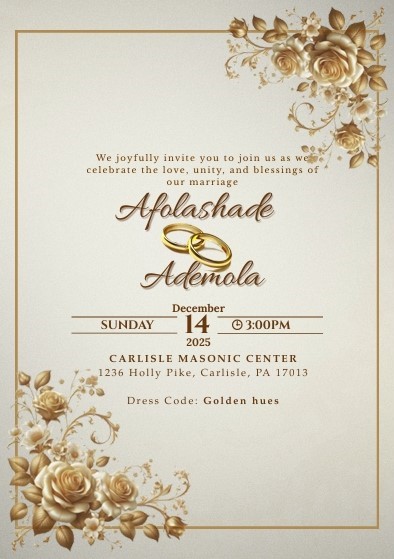 We joyfully invite you to join us as we
celebrate the love, unity, and blessings of
our marriage
Afolashade
Ademola
December
SUNDAY 14 3:00PM
2025
CARLISLE MASONIC CENTER
1236 Holly Pike, Carlisle, PA 17013
Dress Code: Golden hues